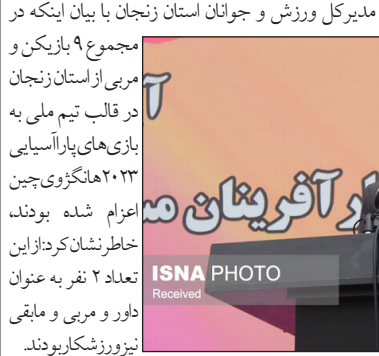 مدیرکل ورزش و جوانان استان زنجان با بیان اینکه در
مجموع ۹ بازیکن و
مربی از استان زنجان
در قالب تیم ملی به
بازی‌های پاراآسیایی
۲۰۲۳ هانگژوی چین
اعزام شده بودند،
خاطرنشان کرد: از این
تعداد ۲ نفر به عنوان
داور و مربی و مابقی
نیز ورزشکار بودند.
ر آفرینان
ISNA PHOTO
Received